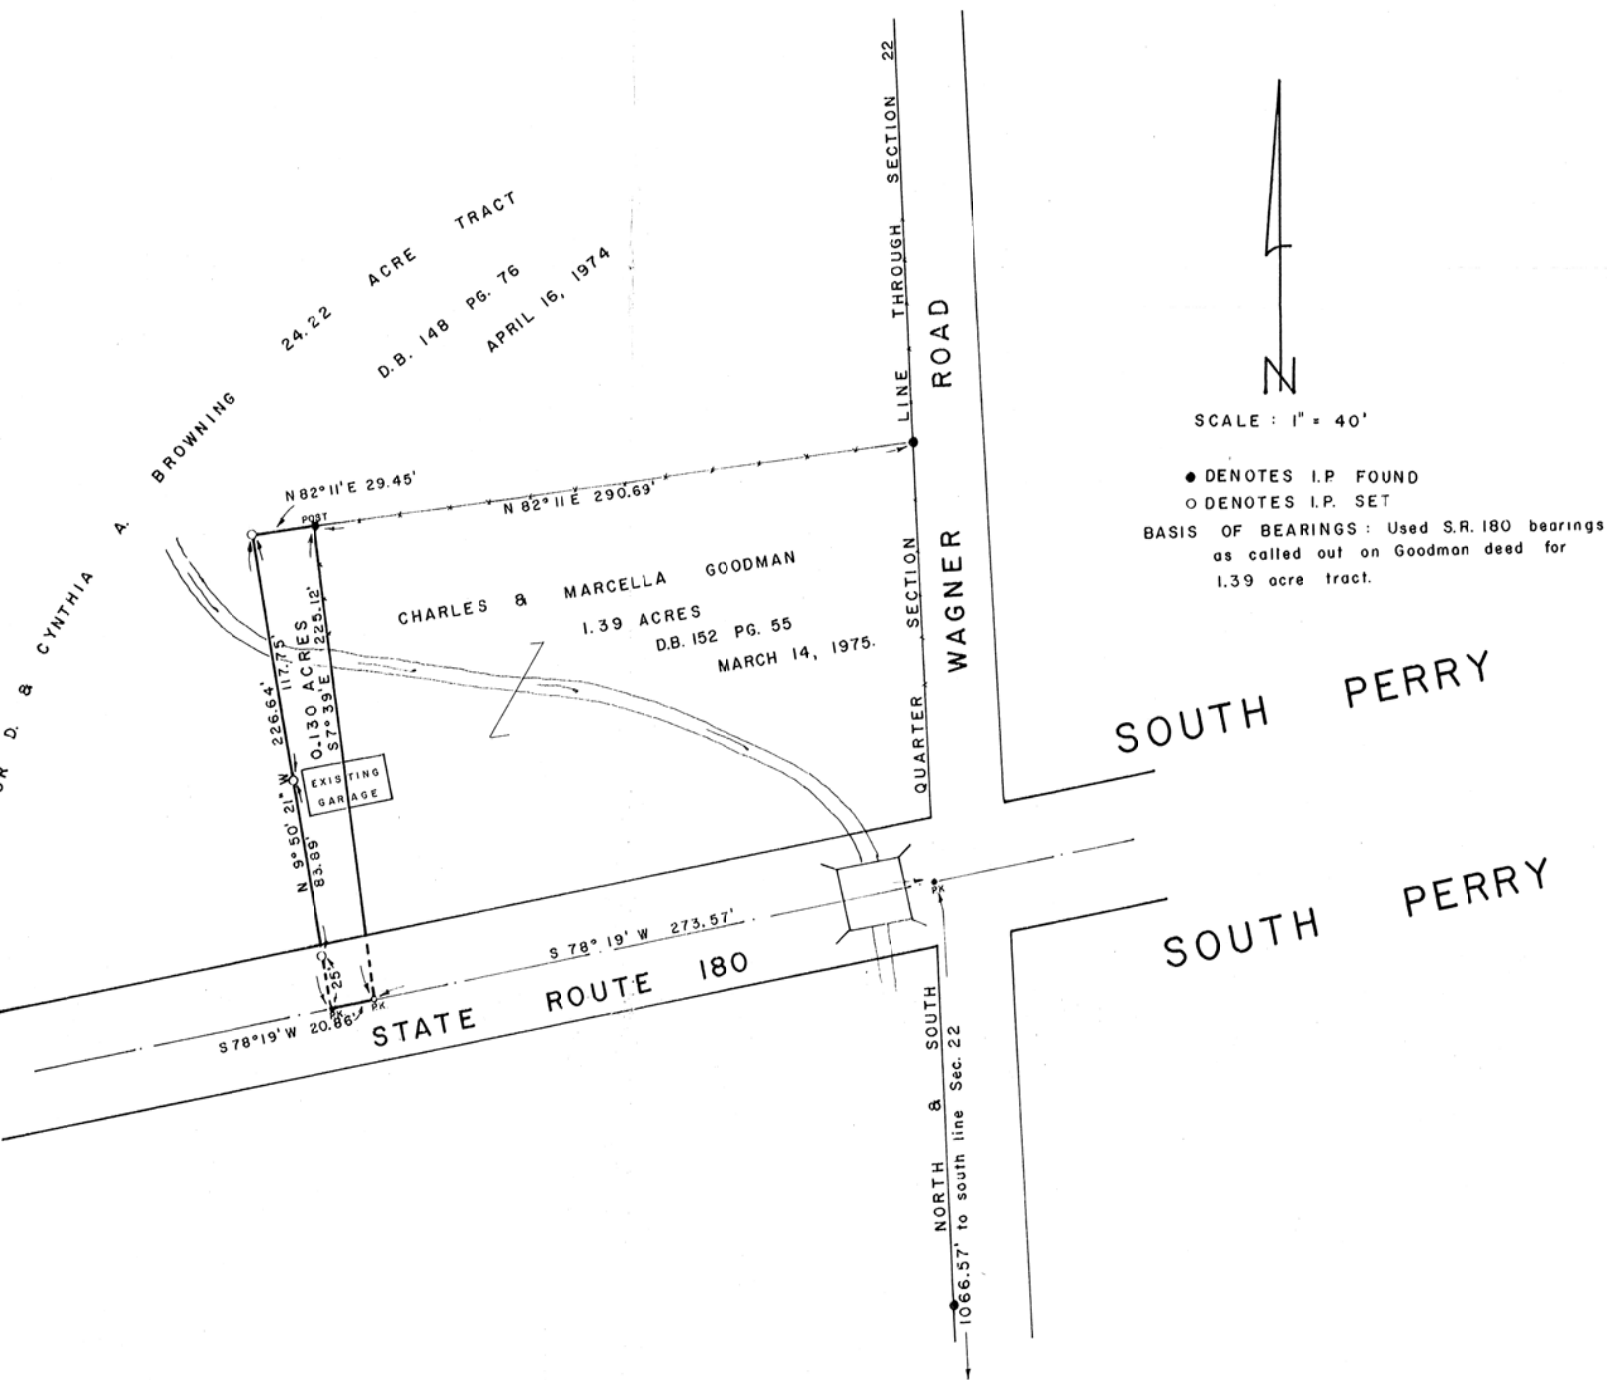 SECTION 22
LINE THROUGH
24.22 ACRE TRACT
D.B. 148 PG. 76
APRIL 16, 1974
D. & CYNTHIA A. BROWNING
ROAD
WAGNER
N
SCALE : 1" = 40'
DENOTES I.P. FOUND
DENOTES I.P. SET
BASIS OF BEARINGS : Used S.R. 180 bearings
as called out on Goodman deed for
1.39 acre tract.
N 82° 11' E 29.45'
POST
N 82° 11 E 290.69'
CHARLES & MARCELLA GOODMAN
1.39 ACRES
D.B. 152 PG. 55
MARCH 14, 1975.
QUARTER SECTION
226.64'
117.75'
0.130 ACRES
S 7° 39' E 225.12'
EXISTING
GARAGE
N 9° 50' 21" W
83.89'
SOUTH PERRY
SOUTH PERRY
S 78° 19' W 273.57'
PK
25'
PK
P.K
S 78° 19' W 20.86'
STATE ROUTE 180
NORTH & SOUTH
1066.57' to south line Sec. 22